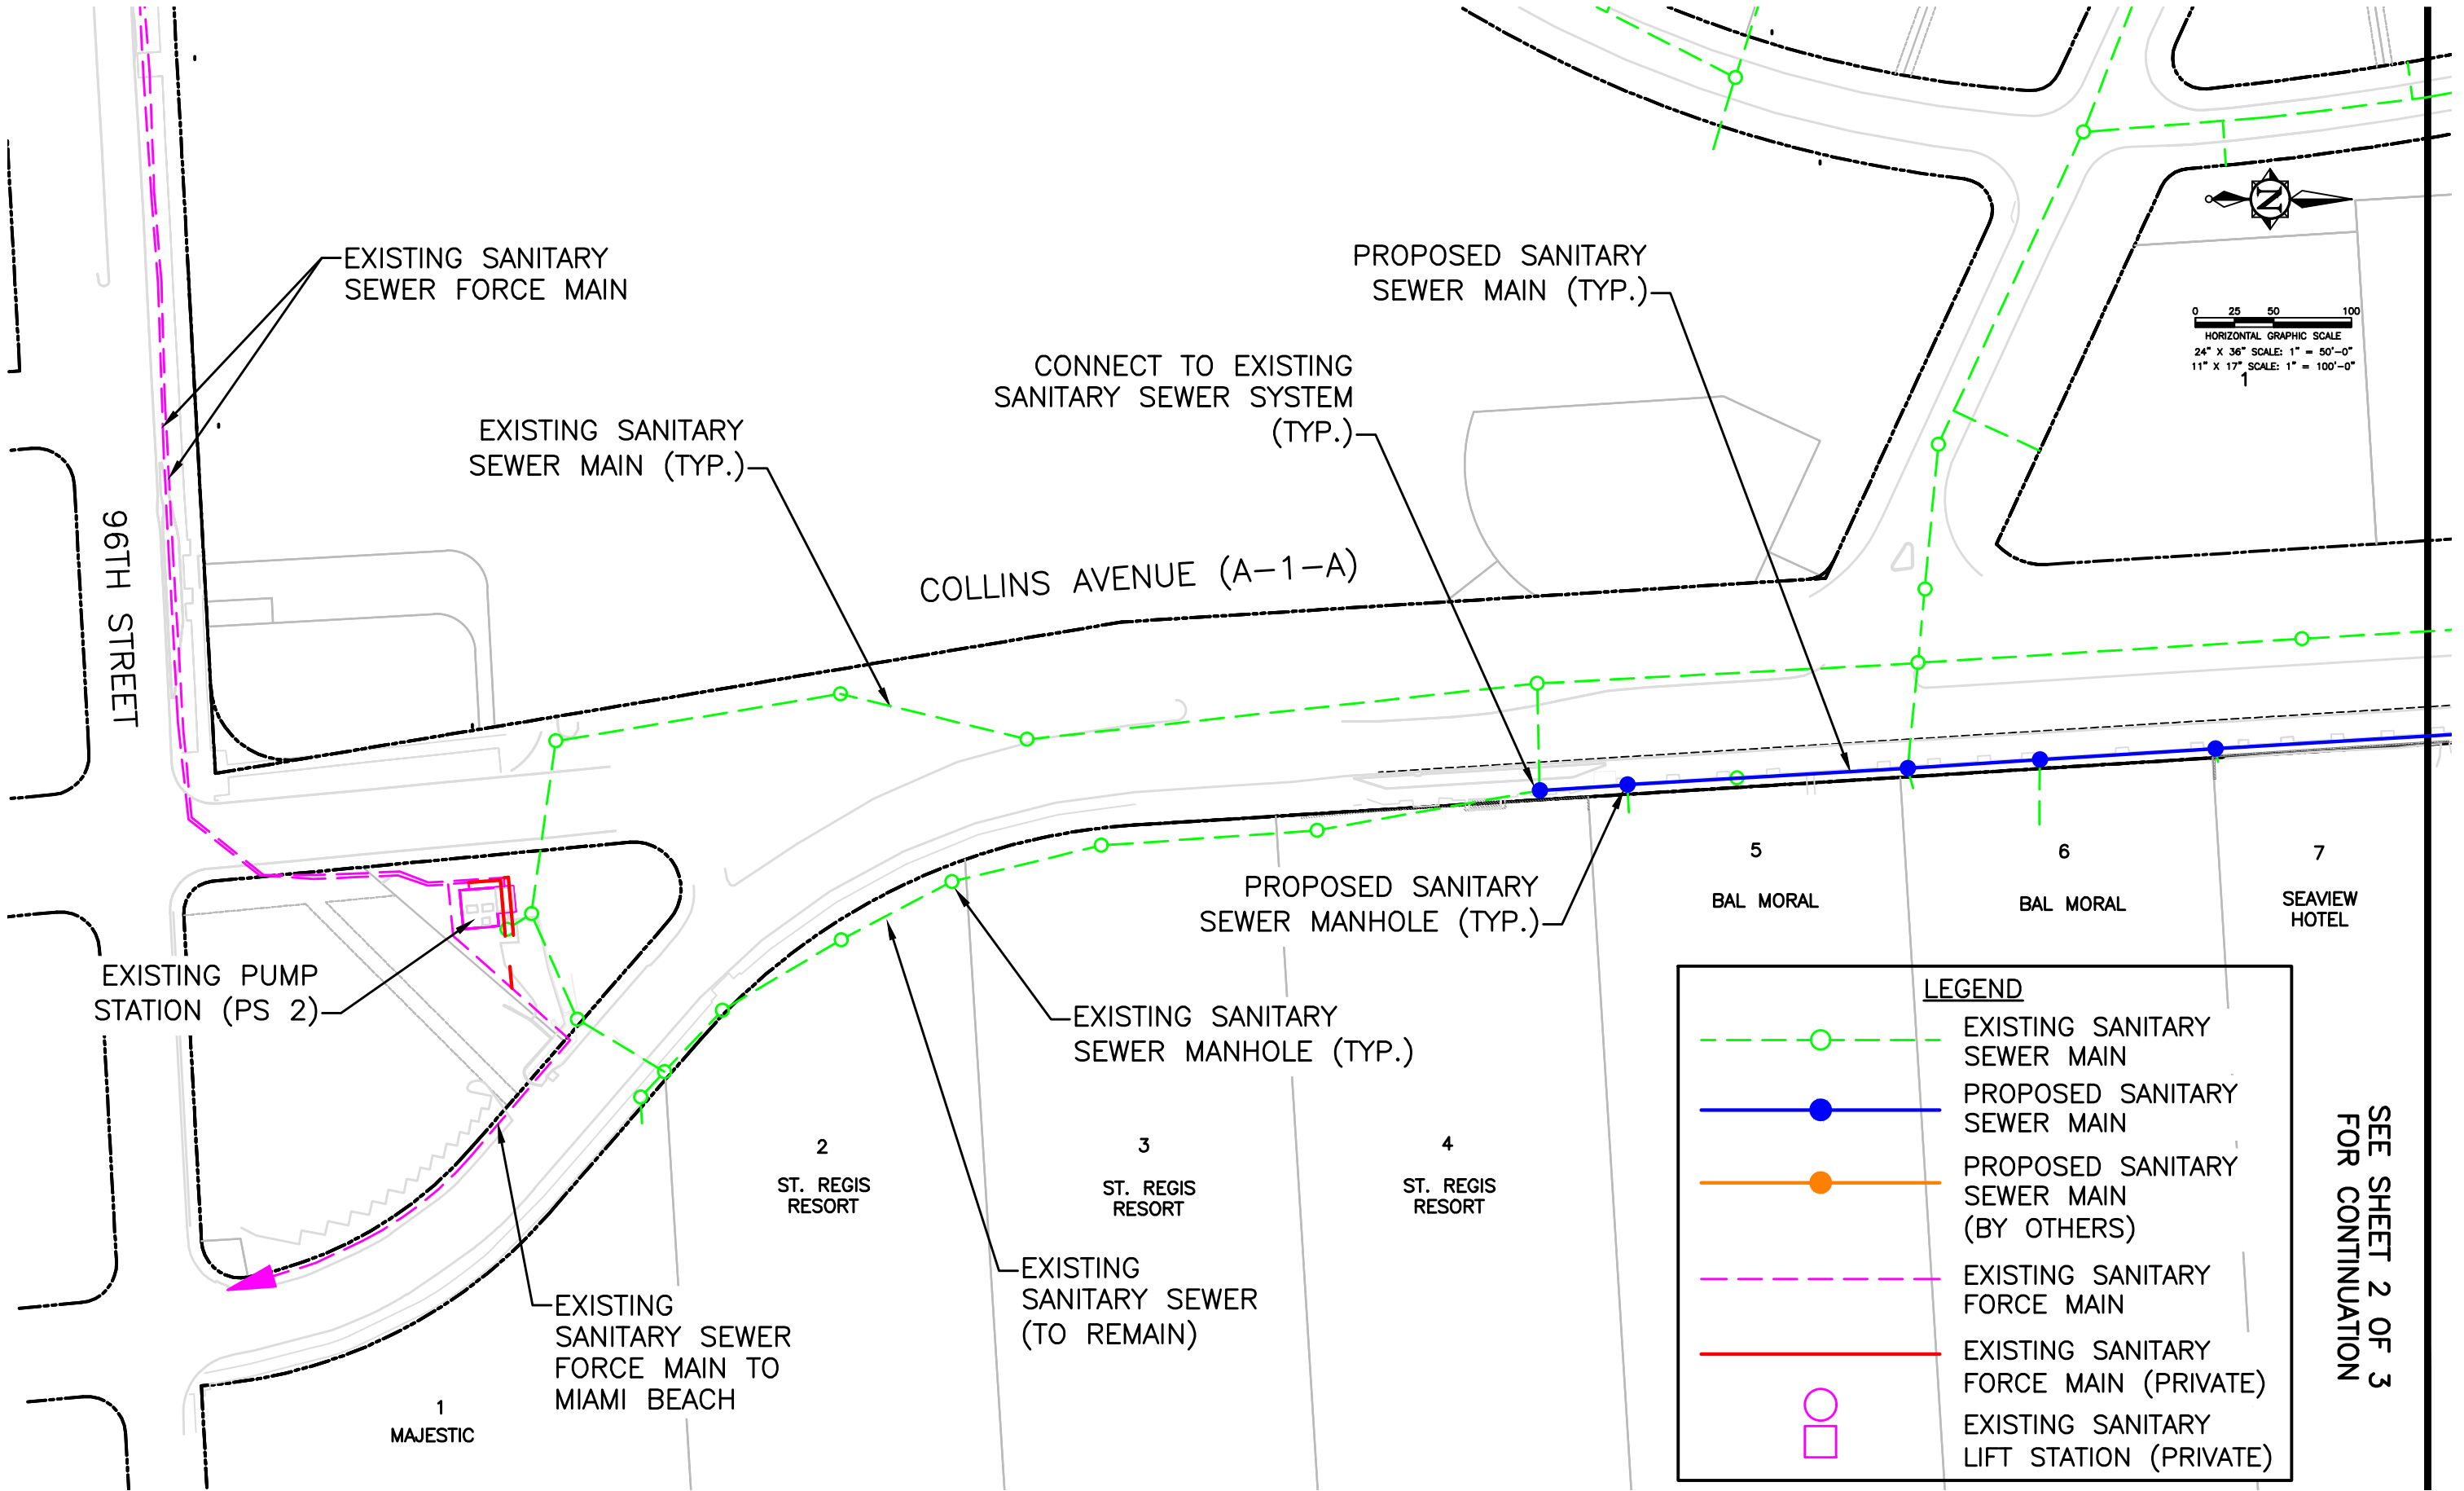 EXISTING SANITARY
SEWER FORCE MAIN
PROPOSED SANITARY
SEWER MAIN (TYP.)
N
0 25 50 100
HORIZONTAL GRAPHIC SCALE
24" X 36" SCALE: 1" = 50'-0"
11" X 17" SCALE: 1" = 100'-0"
1
CONNECT TO EXISTING
SANITARY SEWER SYSTEM
(TYP.)
EXISTING SANITARY
SEWER MAIN (TYP.)
96TH STREET
COLLINS AVENUE (A-1-A)
PROPOSED SANITARY
SEWER MANHOLE (TYP.)
5
BAL MORAL
6
BAL MORAL
7
SEAVIEW
HOTEL
EXISTING PUMP
STATION (PS 2)
EXISTING SANITARY
SEWER MANHOLE (TYP.)
2
ST. REGIS
RESORT
3
ST. REGIS
RESORT
4
ST. REGIS
RESORT
EXISTING
SANITARY SEWER
(TO REMAIN)
EXISTING
SANITARY SEWER
FORCE MAIN TO
MIAMI BEACH
1
MAJESTIC
LEGEND
EXISTING SANITARY
SEWER MAIN
PROPOSED SANITARY
SEWER MAIN
PROPOSED SANITARY
SEWER MAIN
(BY OTHERS)
EXISTING SANITARY
FORCE MAIN
EXISTING SANITARY
FORCE MAIN (PRIVATE)
EXISTING SANITARY
LIFT STATION (PRIVATE)
SEE SHEET 2 OF 3
FOR CONTINUATION